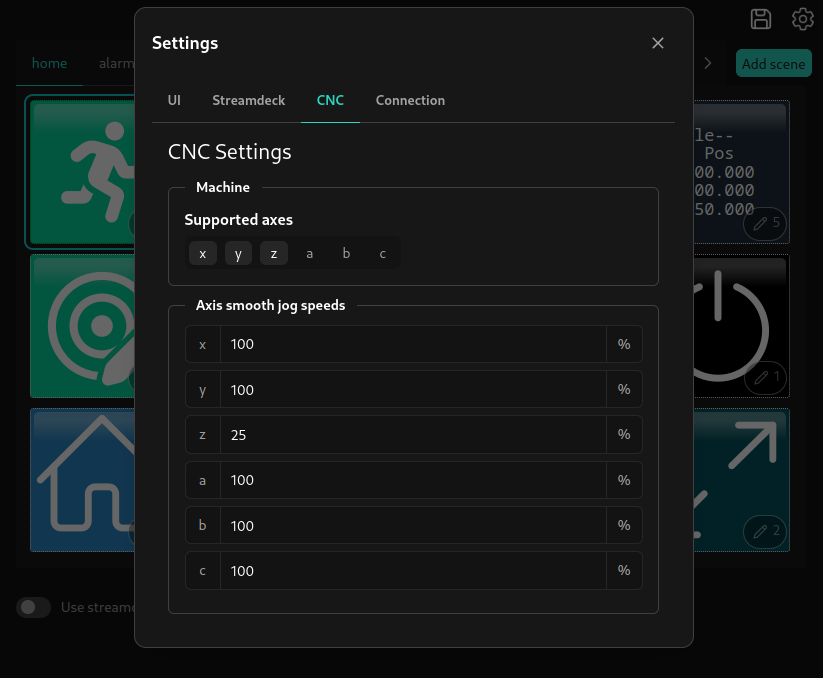 Settings
home
alarm
Add scene
UI Streamdeck CNC Connection
CNC Settings
Machine
Supported axes
x y z a b c
Axis smooth jog speeds
x 100 %
y 100 %
z 25 %
a 100 %
b 100 %
c 100 %
le--
Pos
00.000
00.000
50.000
5
1
2
Use streamd